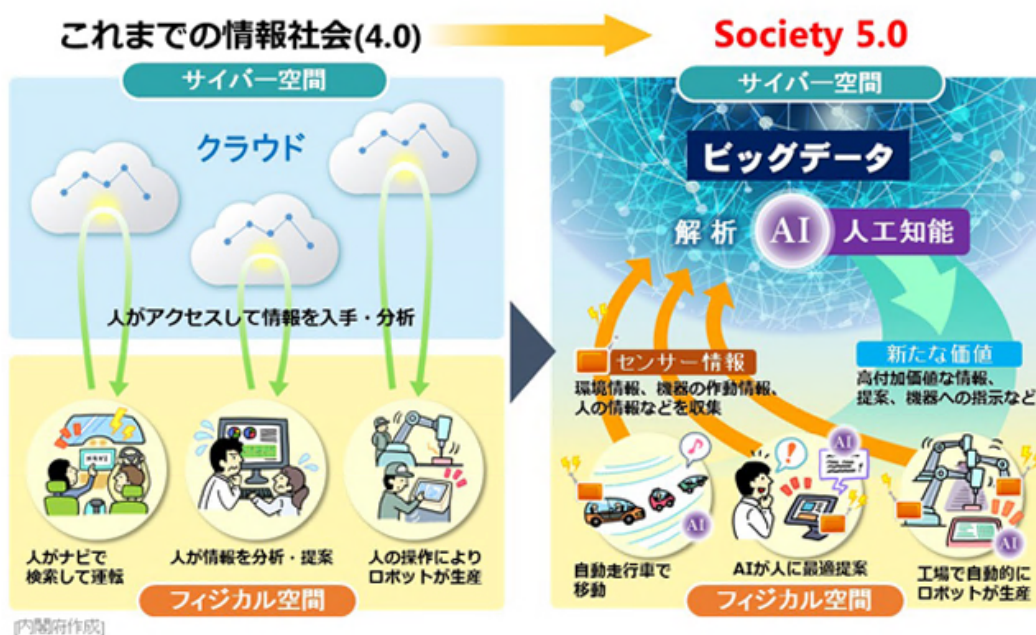 これまでの情報社会(4.0)
Society 5.0
サイバー空間
クラウド
人がアクセスして情報を入手・分析
人がナビで
検索して運転
人が情報を分析・提案
人の操作により
ロボットが生産
フィジカル空間
サイバー空間
ビッグデータ
解析
AI
人工知能
センサー情報
環境情報、機器の作動情報、
人の情報などを収集
新たな価値
高付加価値な情報、
提案、機器への指示など
AI
AI
AI
自動走行車で
移動
AIが人に最適提案
工場で自動的に
ロボットが生産
フィジカル空間
[内閣府作成]